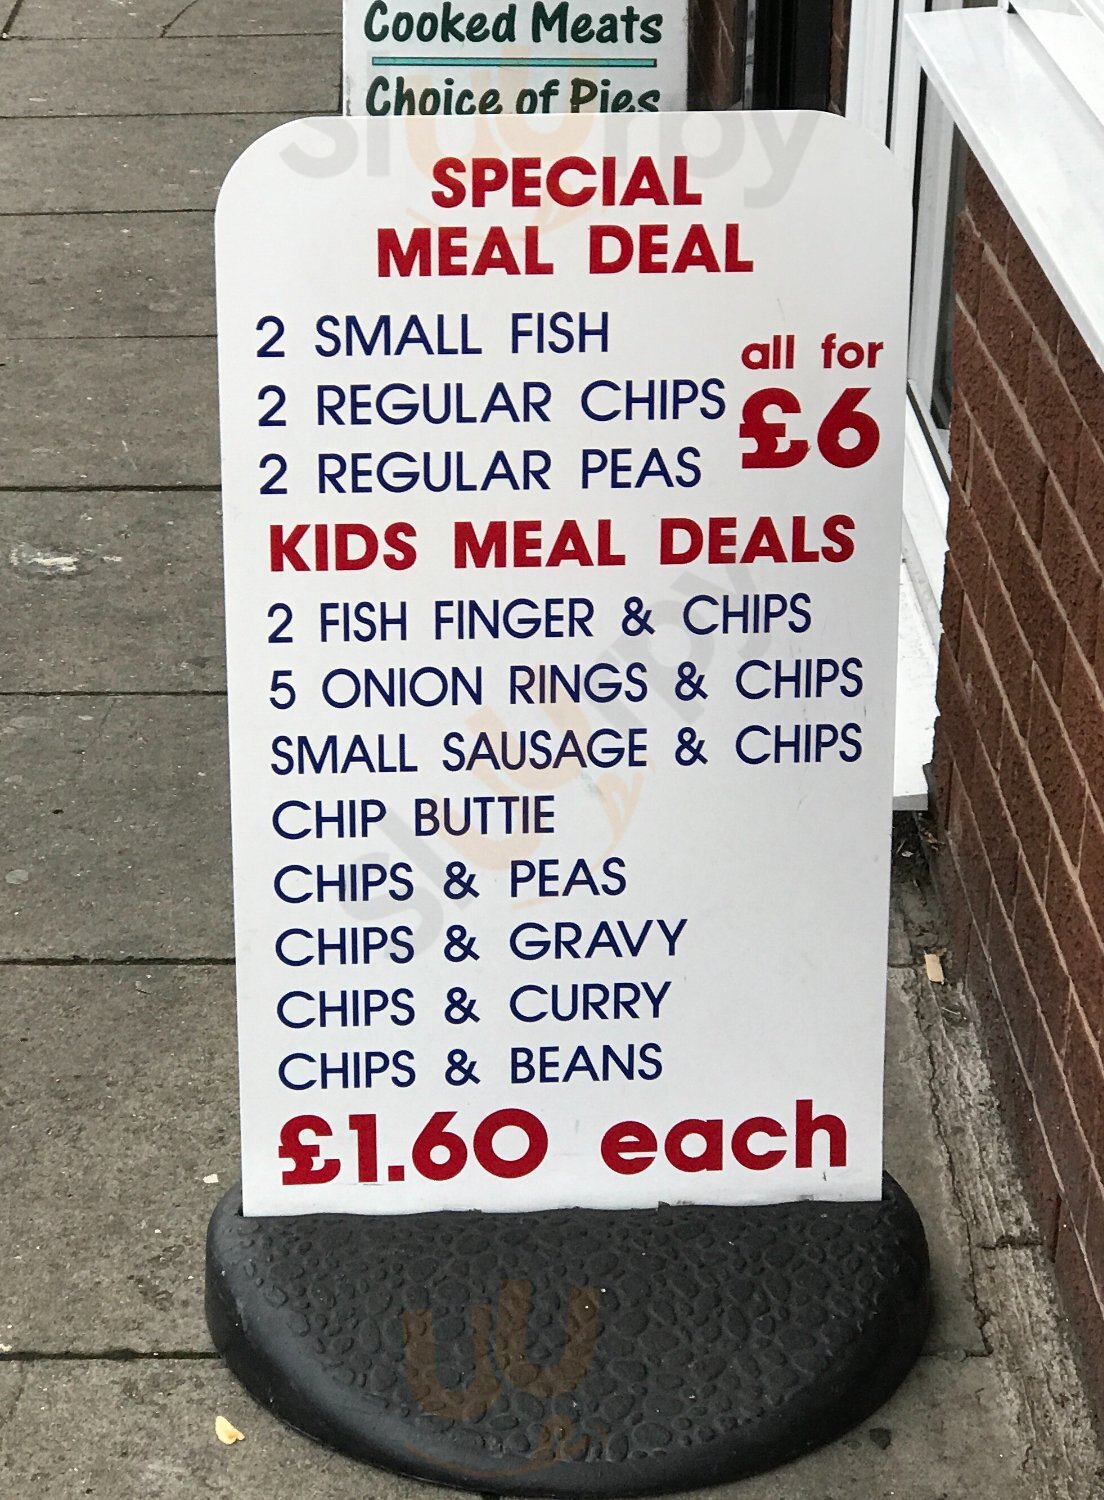 Cooked Meats
Choice of Pies
SPECIAL
MEAL DEAL
2 SMALL FISH
2 REGULAR CHIPS
2 REGULAR PEAS
all for
£6
KIDS MEAL DEALS
2 FISH FINGER & CHIPS
5 ONION RINGS & CHIPS
SMALL SAUSAGE & CHIPS
CHIP BUTTIE
CHIPS & PEAS
CHIPS & GRAVY
CHIPS & CURRY
CHIPS & BEANS
£1.60 each
sluurpy
sluurpy